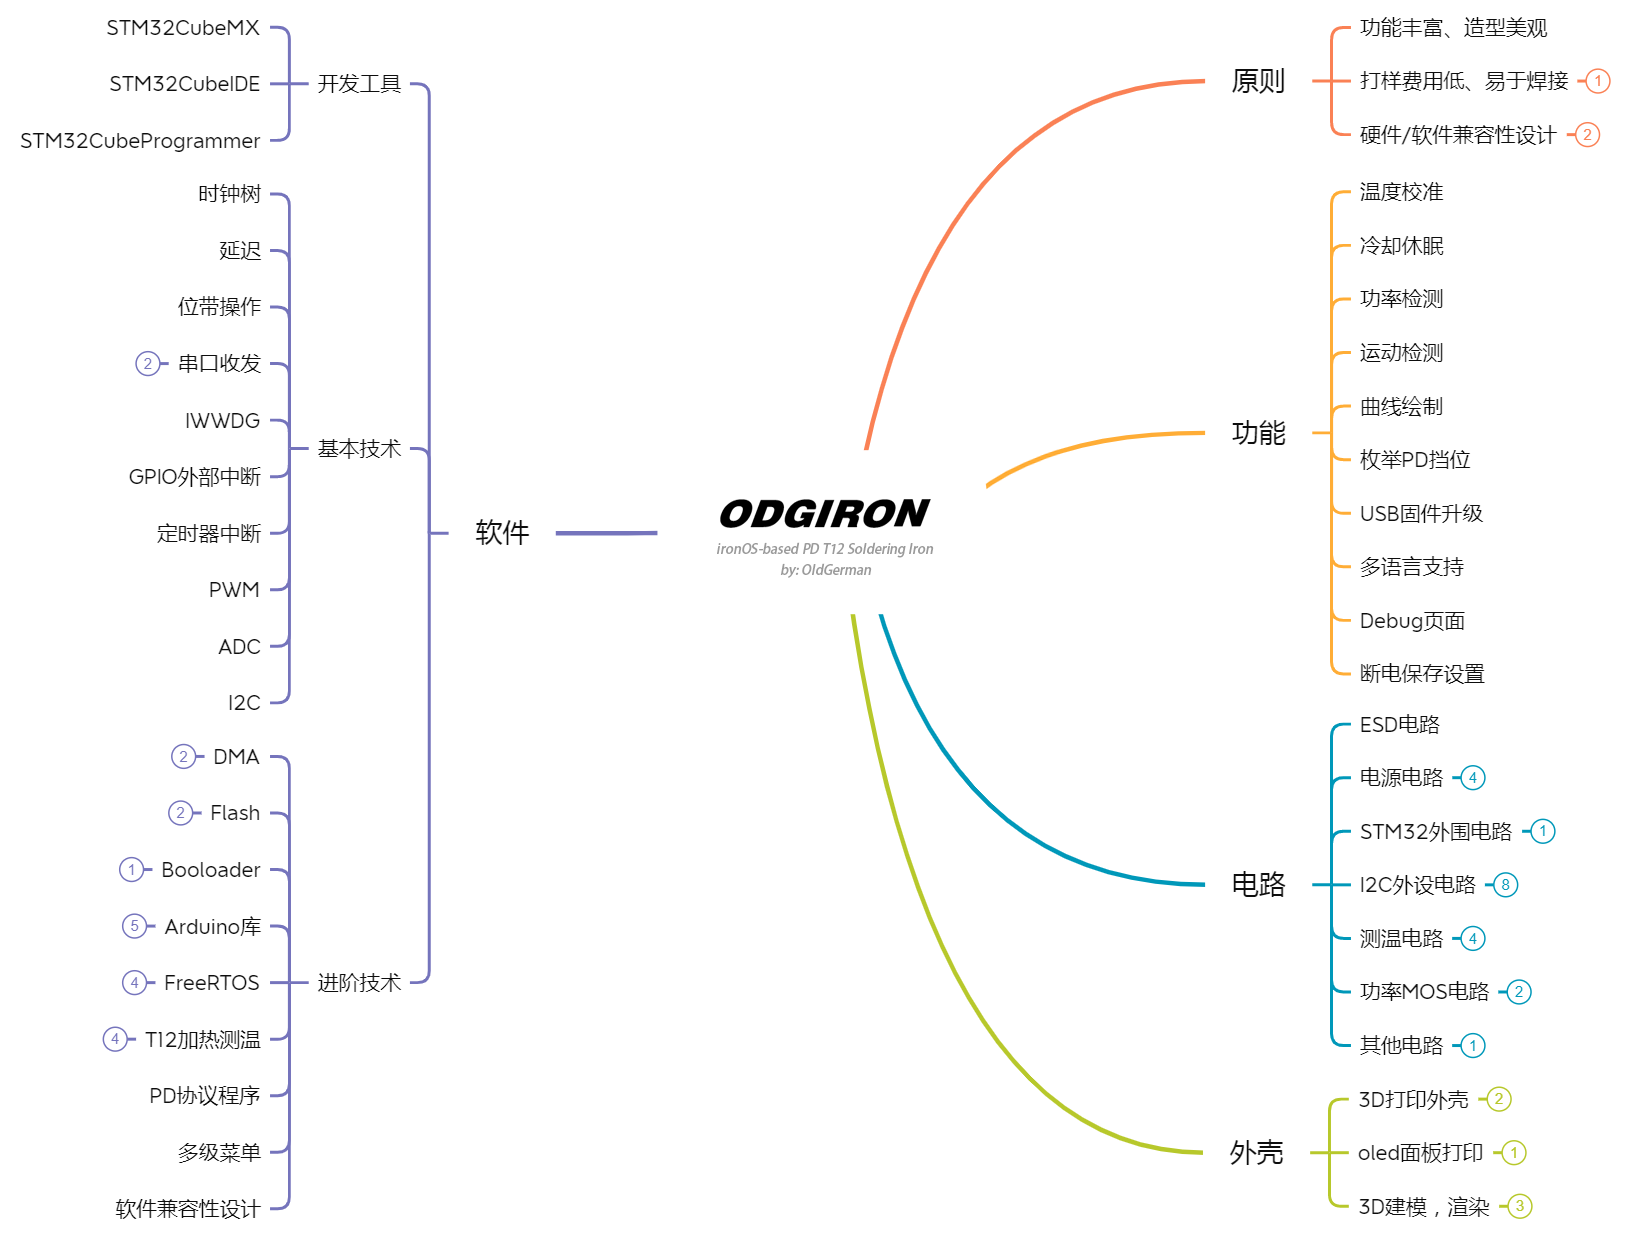 ODGIRON
ironOS-based PD T12 Soldering Iron
by: OldGerman
原则
功能丰富、造型美观
打样费用低、易于焊接 1
硬件/软件兼容性设计 2
功能
温度校准
冷却休眠
功率检测
运动检测
曲线绘制
枚举PD挡位
USB固件升级
多语言支持
Debug页面
断电保存设置
电路
ESD电路
电源电路 4
STM32外围电路 1
I2C外设电路 8
测温电路 4
功率MOS电路 2
其他电路 1
外壳
3D打印外壳 2
oled面板打印 1
3D建模，渲染 3
软件
开发工具
STM32CubeMX
STM32CubeIDE
STM32CubeProgrammer
基本技术
时钟树
延迟
位带操作
2 串口收发
IWWDG
GPIO外部中断
定时器中断
PWM
ADC
I2C
进阶技术
2 DMA
2 Flash
1 Booloader
5 Arduino库
4 FreeRTOS
4 T12加热测温
PD协议程序
多级菜单
软件兼容性设计